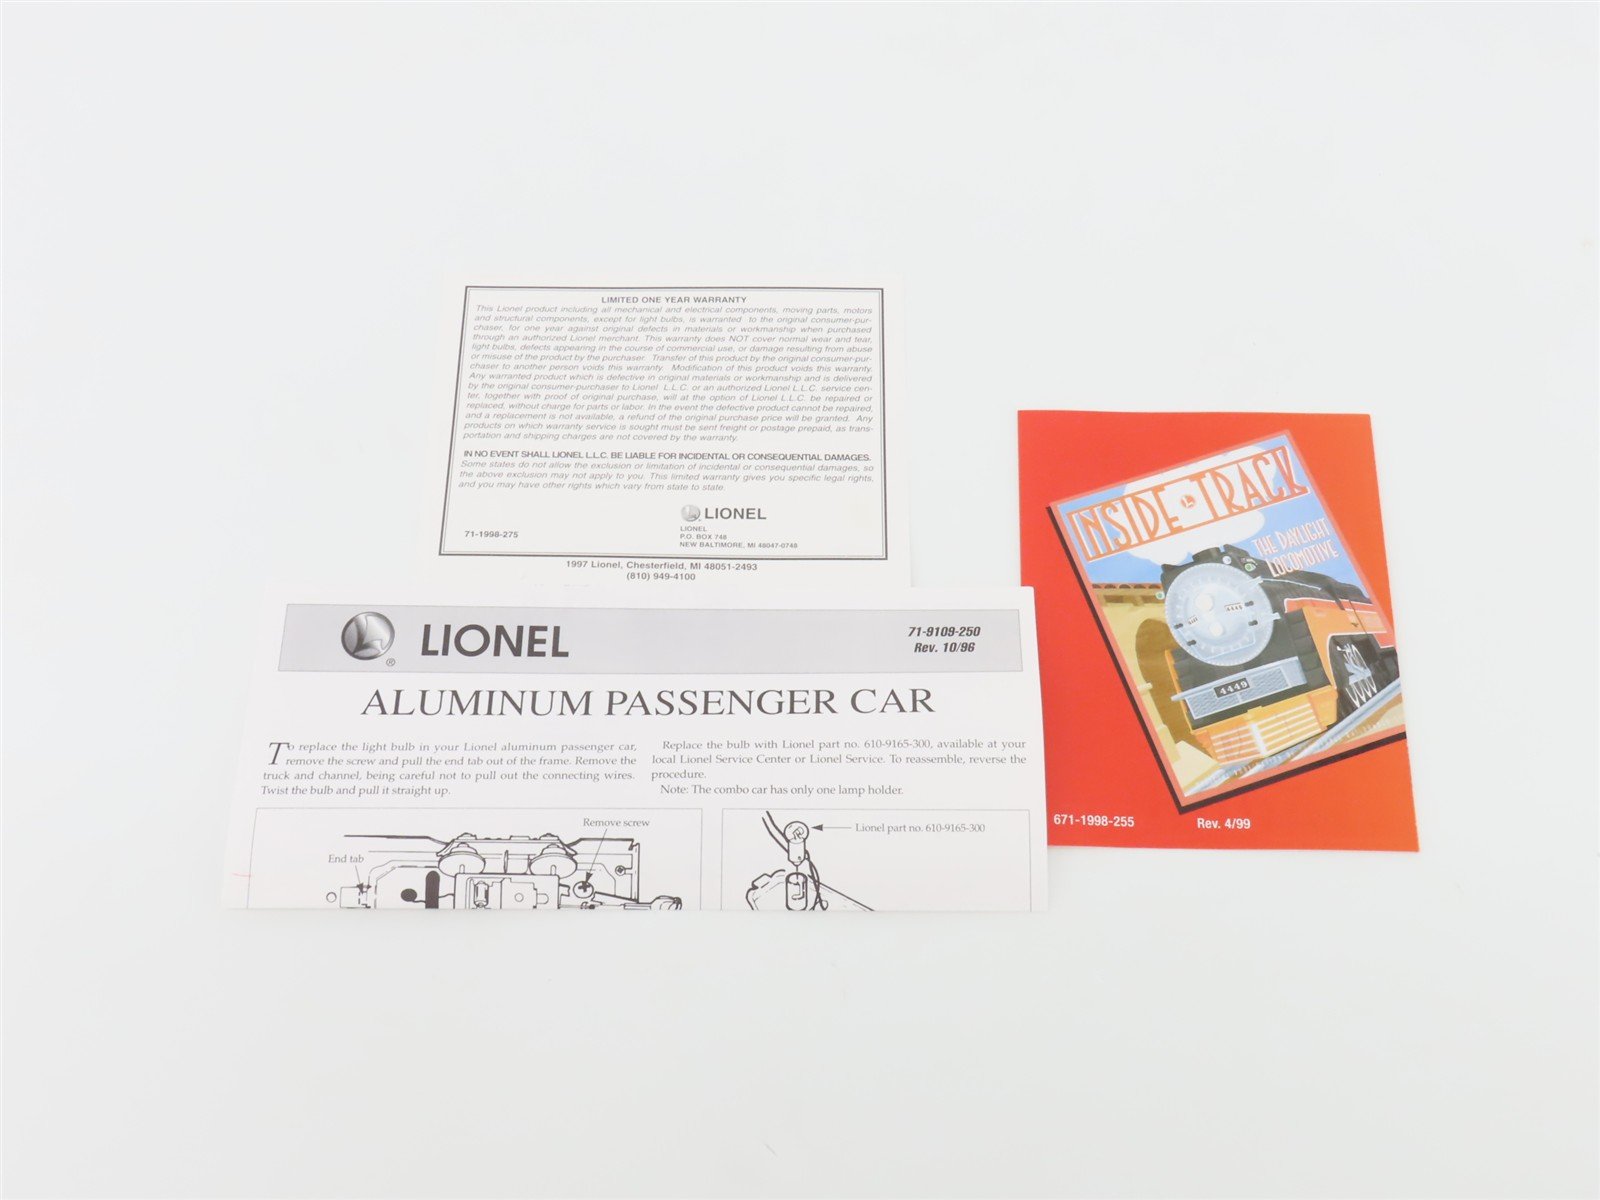 LIMITED ONE YEAR WARRANTY
This Lionel product including all mechanical and electrical components, moving parts, motors
and structural components, except for light bulbs, is warranted to the original consumer-pur-
chaser, for one year against original defects in materials or workmanship when purchased
through an authorized Lionel merchant. This warranty does NOT cover normal wear and tear,
light bulbs, defects appearing in the course of commercial use, or damage resulting from abuse
or misuse of the product by the purchaser. Transfer of this product by the original consumer-pur-
chaser to another person voids this warranty. Modification of this product voids this warranty.
Any warranted product which is defective in original materials or workmanship and is delivered
by the original consumer-purchaser to Lionel L.L.C. or an authorized Lionel L.L.C. service cen-
ter, together with proof of original purchase, will at the option of Lionel L.L.C. be repaired or
replaced, without charge for parts or labor. In the event the defective product cannot be repaired,
and a replacement is not available, a refund of the original purchase price will be granted. Any
products on which warranty service is sought must be sent freight or postage prepaid, as trans-
portation and shipping charges are not covered by the warranty.
IN NO EVENT SHALL LIONEL L.L.C. BE LIABLE FOR INCIDENTAL OR CONSEQUENTIAL DAMAGES.
Some states do not allow the exclusion or limitation of incidental or consequential damages, so
the above exclusion may not apply to you. This limited warranty gives you specific legal rights,
and you may have other rights which vary from state to state.
LIONEL
71-1998-275
LIONEL
P.O. BOX 748
NEW BALTIMORE, MI 48047-0748
1997 Lionel, Chesterfield, MI 48051-2493
(810) 949-4100
® LIONEL
71-9109-250
Rev. 10/96
ALUMINUM PASSENGER CAR
To replace the light bulb in your Lionel aluminum passenger car,
remove the screw and pull the end tab out of the frame. Remove the
truck and channel, being careful not to pull out the connecting wires.
Twist the bulb and pull it straight up.
Replace the bulb with Lionel part no. 610-9165-300, available at your
local Lionel Service Center or Lionel Service. To reassemble, reverse the
procedure.
Note: The combo car has only one lamp holder.
Remove screw
End tab
Lionel part no. 610-9165-300
INSIDE TRACK
THE DAYLIGHT
LOCOMOTIVE
4449
4449
671-1998-255
Rev. 4/99